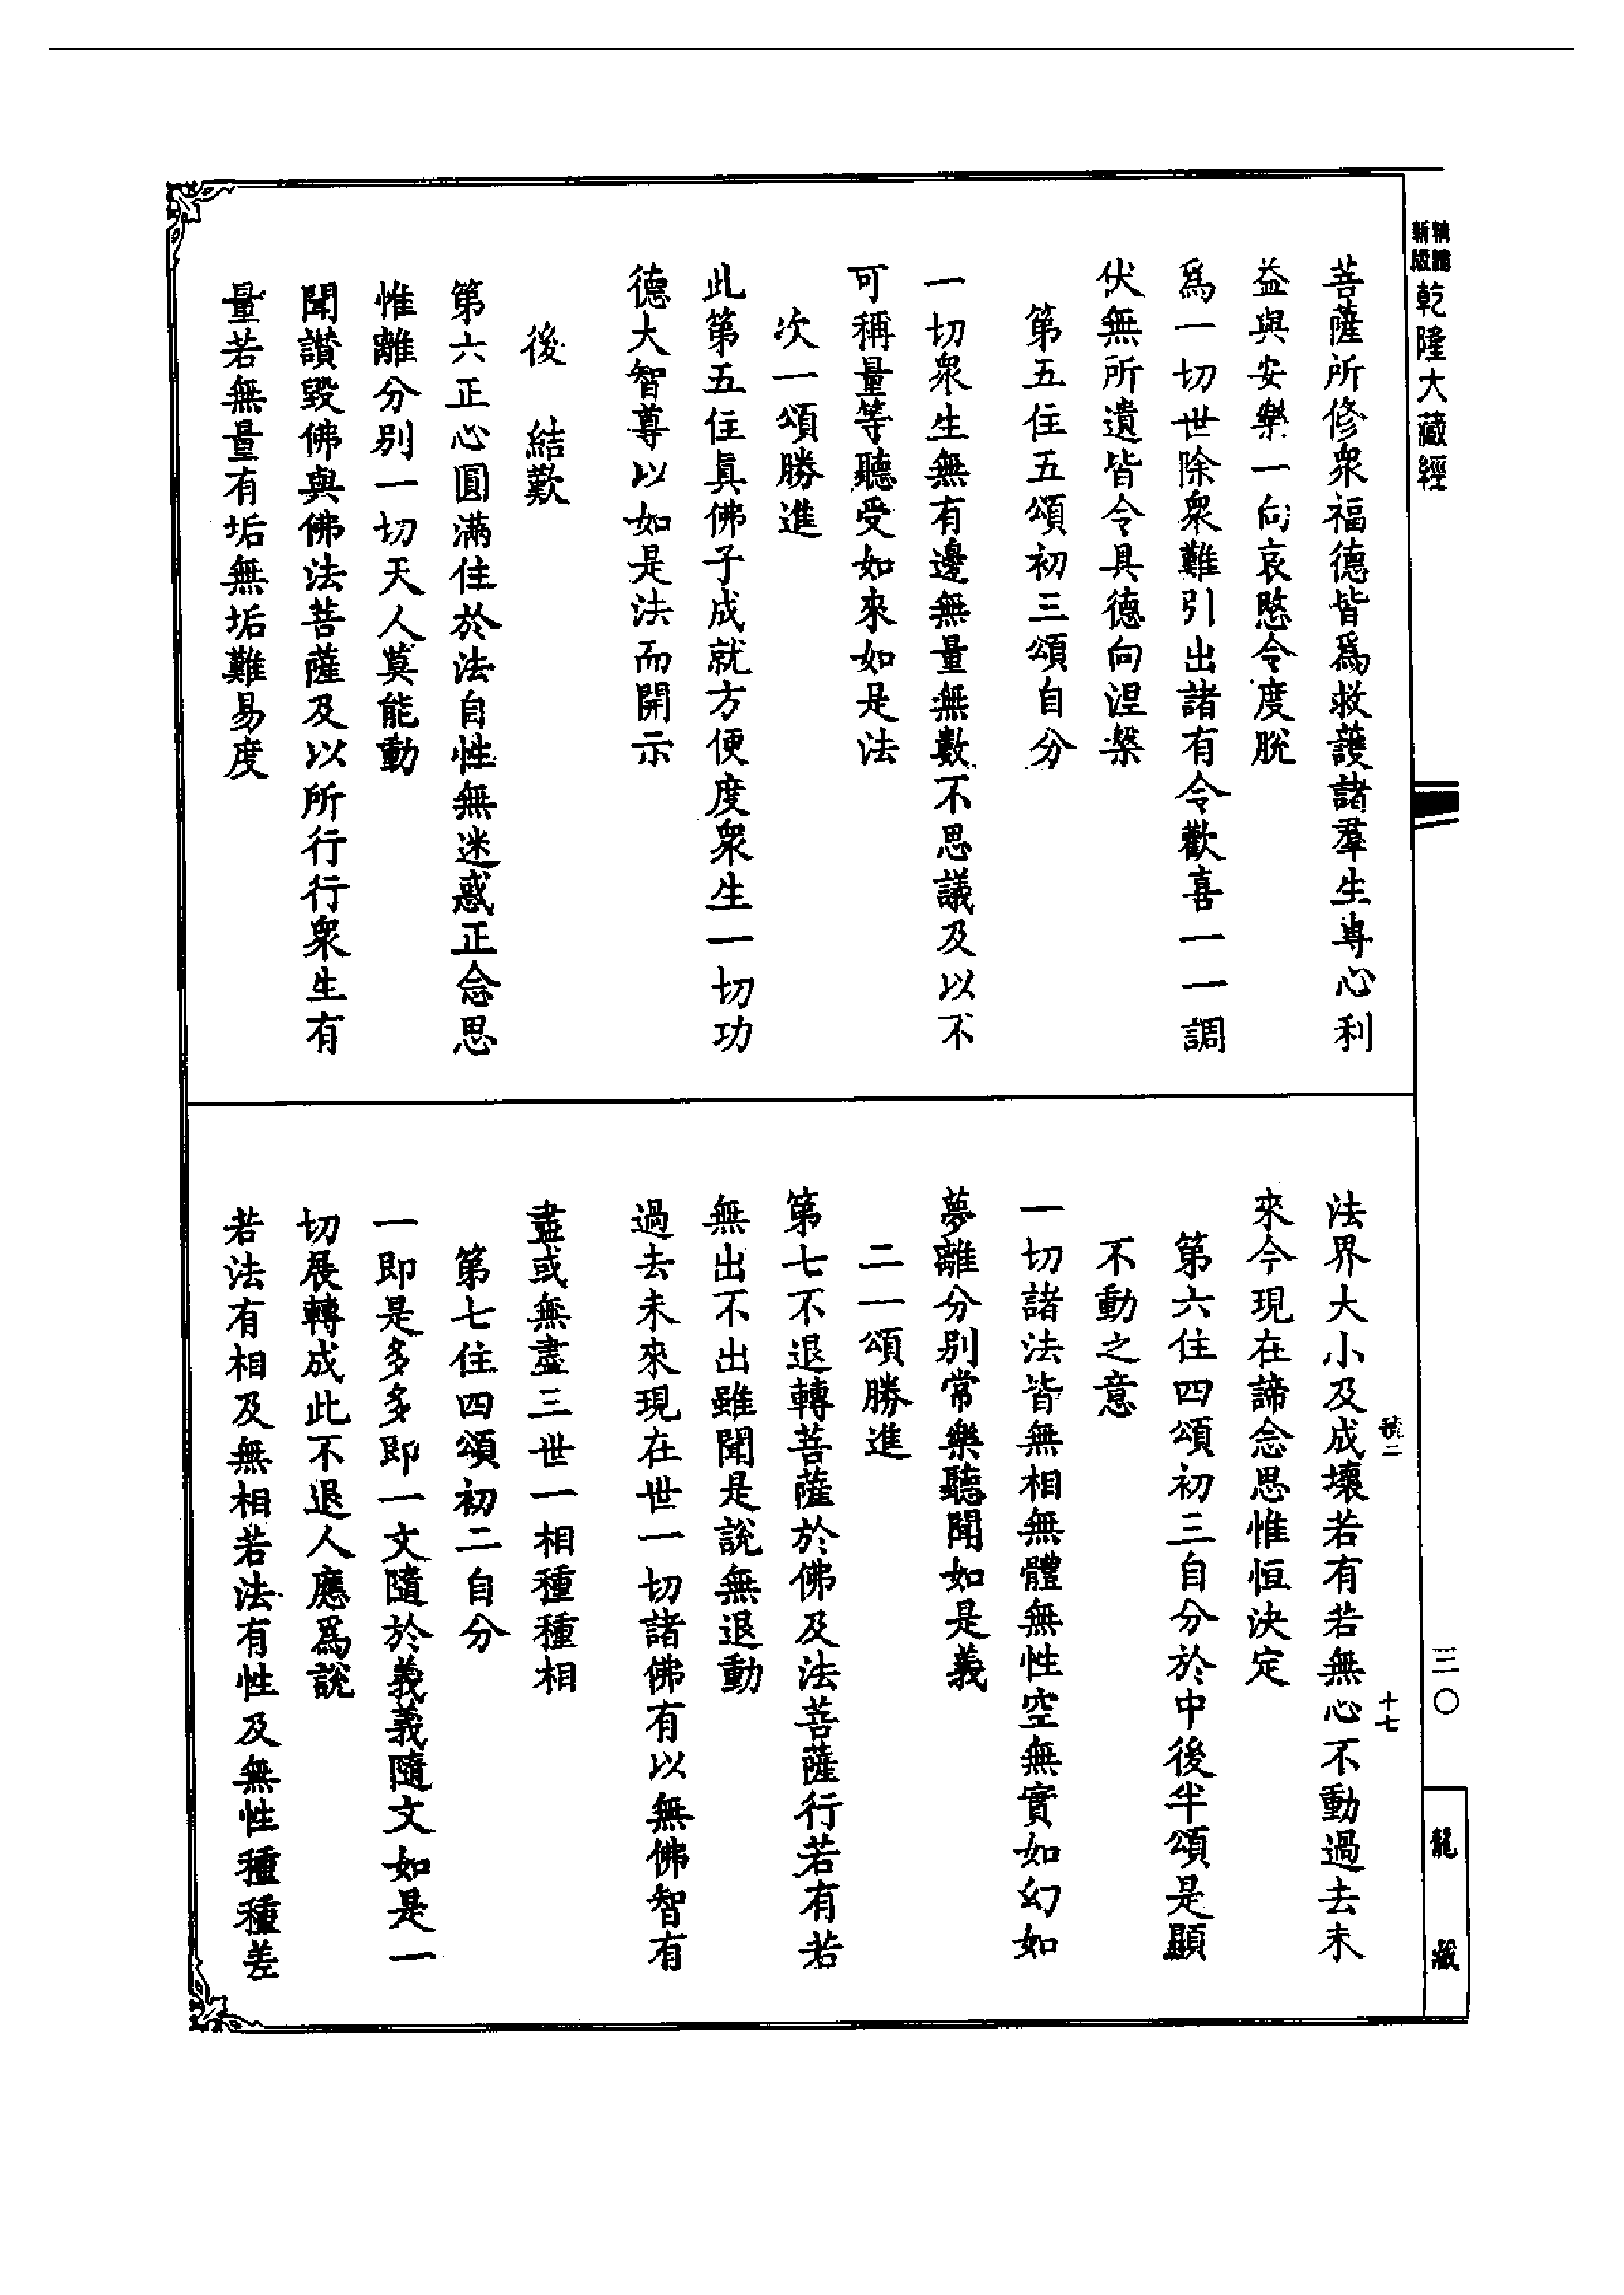 精雕
新版
乾隆大藏經
菩薩所修衆福德皆爲救護諸羣生專心利
益與安樂一向哀愍令度脫
爲一切世除衆難引出諸有令歡喜一一調
伏無所遺皆令具德向涅槃
第五住五頌初三頌自分
一切衆生無有邊無量無數不思議及以不
可稱量等聽受如來如是法
次一頌勝進
此第五住眞佛子成就方便度衆生一切功
德大智尊以如是法而開示
後結歎
第六正心圓滿住於法自性無迷惑正念思
惟離分別一切天人莫能動
聞讚毀佛與佛法菩薩及以所行行衆生有
量若無量有垢無垢難易度
號二
十七
法界大小及成壞若有若無心不動過去未
來今現在諦念思惟恒決定
第六住四頌初三自分於中後半頌是顯
不動之意
一切諸法皆無相無體無性空無實如幻如
夢離分別常樂聽聞如是義
二一頌勝進
第七不退轉菩薩於佛及法菩薩行若有若
無出不出雖聞是說無退動
過去未來現在世一切諸佛有以無佛智有
盡或無盡三世一相種種相
第七住四頌初二自分
一即是多多即一文隨於義義隨文如是一
切展轉成此不退人應爲說
若法有相及無相若法有性及無性種種差
三〇
龍藏